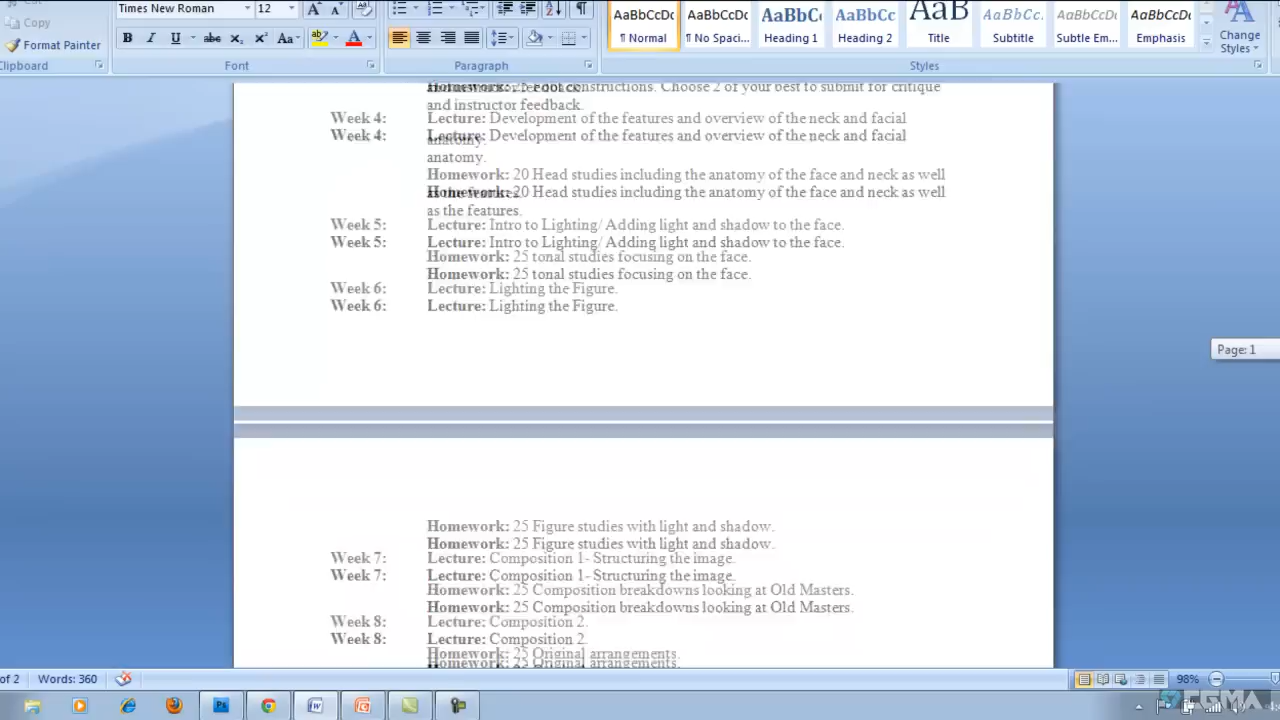 Cut
Copy
Format Painter
Clipboard
Times New Roman 12
Font
Paragraph
AaBbCcDc AaBbCcDc AaBbCc AaBbCc AaB AaBbCc. AaBbCcDc AaBbCcDc
¶ Normal ¶ No Spaci... Heading 1 Heading 2 Title Subtitle Subtle Em... Emphasis
Change
Styles
Styles
Homework: 25 Foot constructions. Choose 2 of your best to submit for critique
and instructor feedback.
Week 4: Lecture: Development of the features and overview of the neck and facial
Week 4: Lecture: Development of the features and overview of the neck and facial
anatomy.
anatomy.
Homework: 20 Head studies including the anatomy of the face and neck as well
Homework: 20 Head studies including the anatomy of the face and neck as well
as the features.
as the features.
Week 5: Lecture: Intro to Lighting/ Adding light and shadow to the face.
Week 5: Lecture: Intro to Lighting/ Adding light and shadow to the face.
Homework: 25 tonal studies focusing on the face.
Homework: 25 tonal studies focusing on the face.
Week 6: Lecture: Lighting the Figure.
Week 6: Lecture: Lighting the Figure.
Page: 1
Homework: 25 Figure studies with light and shadow.
Homework: 25 Figure studies with light and shadow.
Week 7: Lecture: Composition 1- Structuring the image.
Week 7: Lecture: Composition 1- Structuring the image.
Homework: 25 Composition breakdowns looking at Old Masters.
Homework: 25 Composition breakdowns looking at Old Masters.
Week 8: Lecture: Composition 2.
Week 8: Lecture: Composition 2.
Homework: 25 Original arrangements.
Homework: 25 Original arrangements.
of 2 Words: 360 98%
CGMA